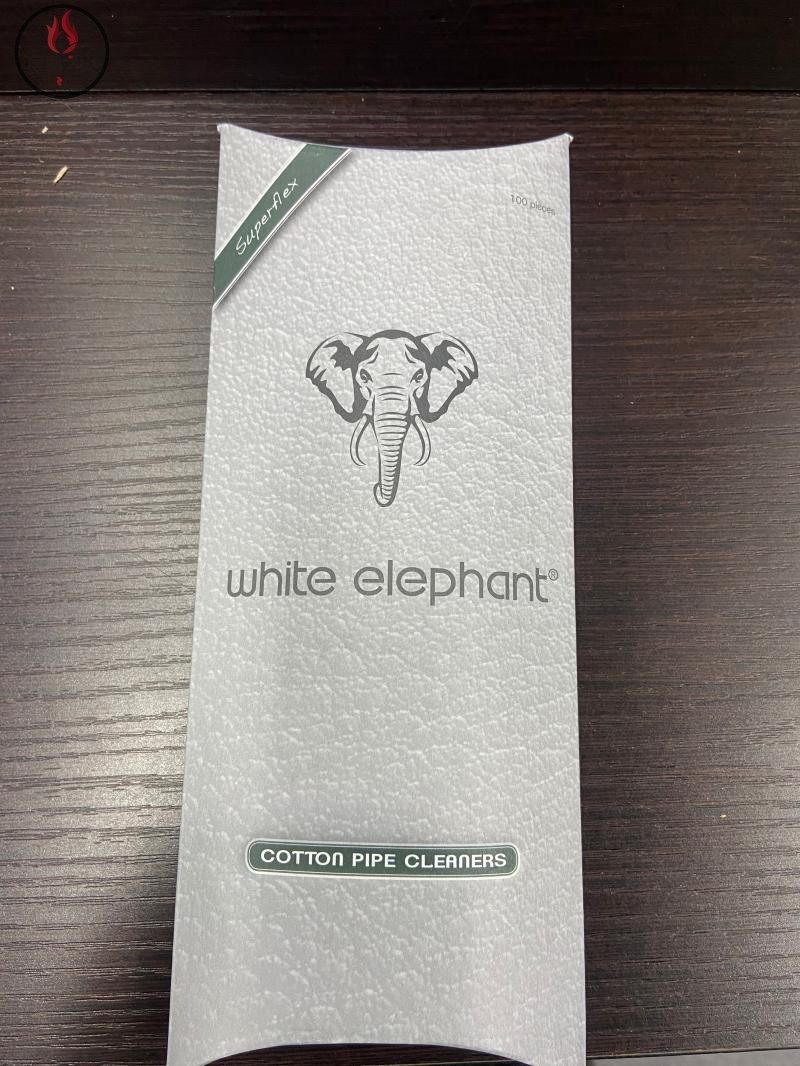 Superflex
100 pieces
white elephant®
COTTON PIPE CLEANERS